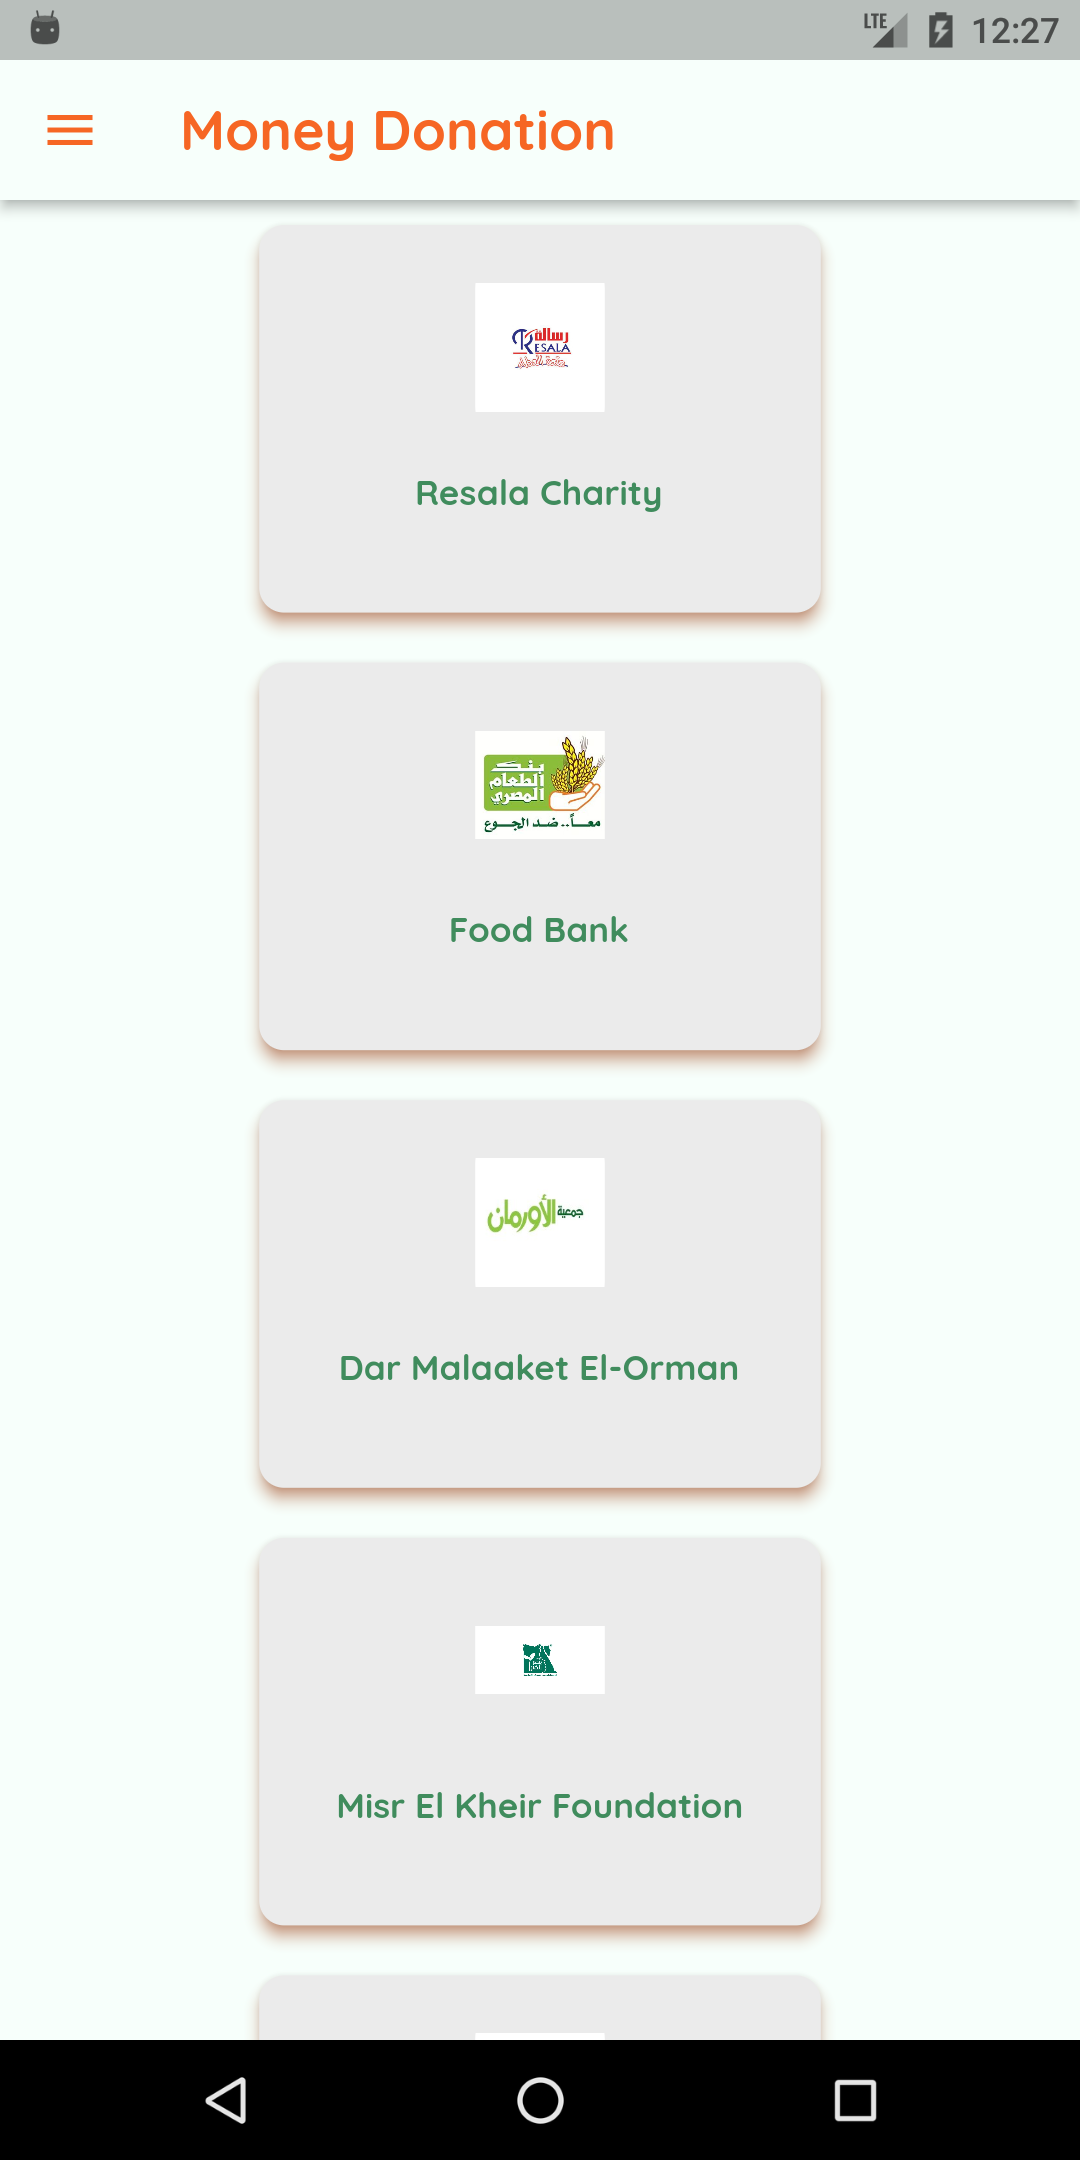 LTE 12:27
Money Donation
رسالة
RESALA
Resala Charity
بنك
الطعام
المصري
معاً.. ضد الجوع
Food Bank
جمعية الأورمان
Dar Malaaket El-Orman
Misr El Kheir Foundation